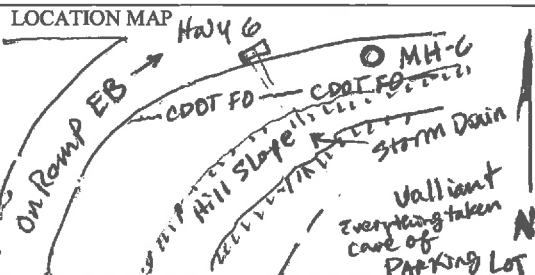 LOCATION MAP
Hwy 6
MH-C
On Ramp EB
CDOT FO
CDOT FO
Hill Slope
Storm Drain
Valliant
Everything taken
care of
Parking Lot
N